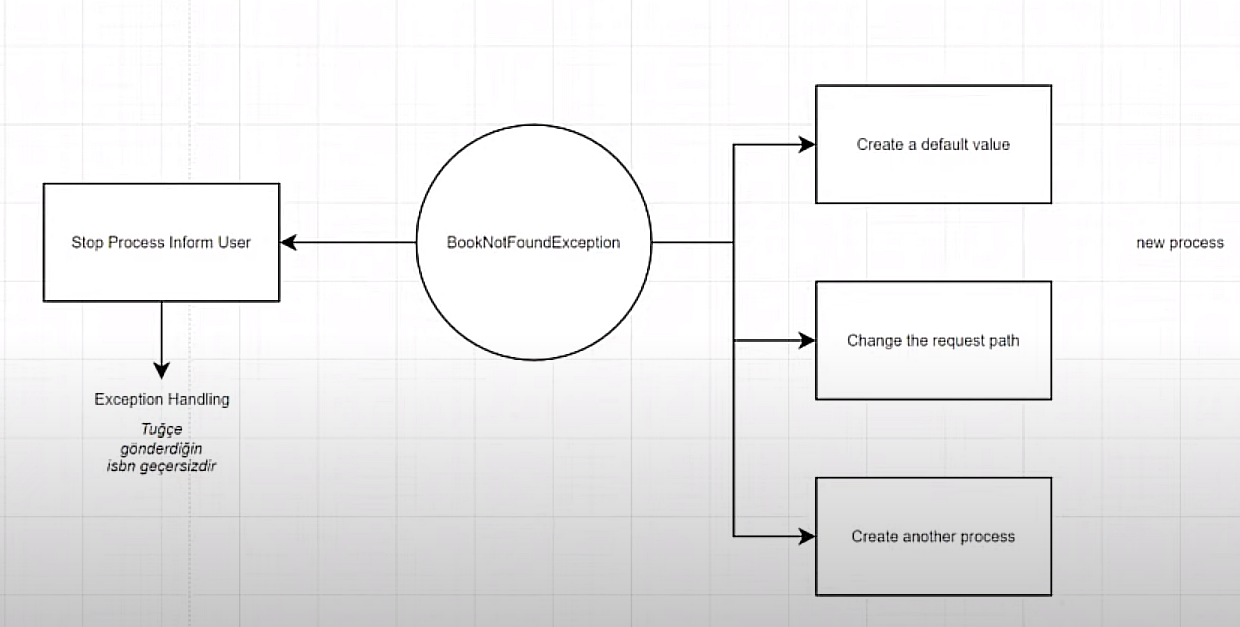 Create a default value
Stop Process Inform User
BookNotFoundException
new process
Change the request path
Exception Handling
Tuğçe
gönderdiğin
isbn geçersizdir
Create another process